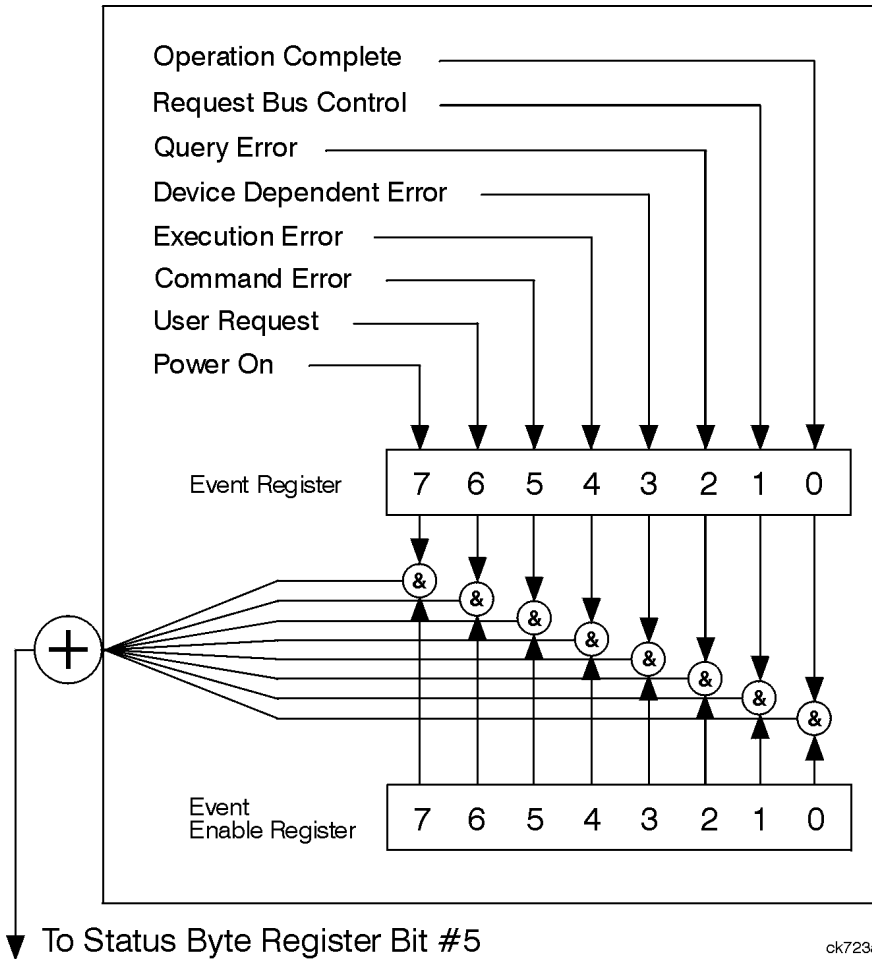 Operation Complete
Request Bus Control
Query Error
Device Dependent Error
Execution Error
Command Error
User Request
Power On
Event Register 7 6 5 4 3 2 1 0
&
&
&
&
&
&
&
&
+
Event
Enable Register 7 6 5 4 3 2 1 0
To Status Byte Register Bit #5
ck723a